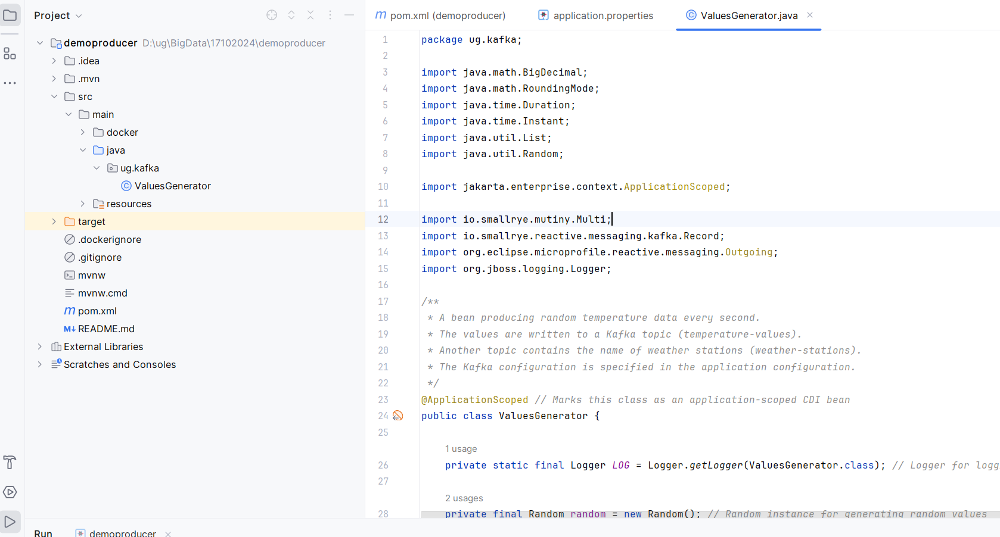 Project
demoproducer D:\ug\BigData\17102024\demoproducer
.idea
.mvn
src
main
docker
java
ug.kafka
ValuesGenerator
resources
target
.dockerignore
.gitignore
mvnw
mvnw.cmd
pom.xml
README.md
External Libraries
Scratches and Consoles
pom.xml (demoproducer) application.properties ValuesGenerator.java
1 package ug.kafka;
2
3 import java.math.BigDecimal;
4 import java.math.RoundingMode;
5 import java.time.Duration;
6 import java.time.Instant;
7 import java.util.List;
8 import java.util.Random;
9
10 import jakarta.enterprise.context.ApplicationScoped;
11
12 import io.smallrye.mutiny.Multi;
13 import io.smallrye.reactive.messaging.kafka.Record;
14 import org.eclipse.microprofile.reactive.messaging.Outgoing;
15 import org.jboss.logging.Logger;
16
17 /**
18 * A bean producing random temperature data every second.
19 * The values are written to a Kafka topic (temperature-values).
20 * Another topic contains the name of weather stations (weather-stations).
21 * The Kafka configuration is specified in the application configuration.
22 */
23 @ApplicationScoped // Marks this class as an application-scoped CDI bean
24 public class ValuesGenerator {
25
1 usage
26 private static final Logger LOG = Logger.getLogger(ValuesGenerator.class); // Logger for logg
27
2 usages
28 private final Random random = new Random(); // Random instance for generating random values
Run demoproducer